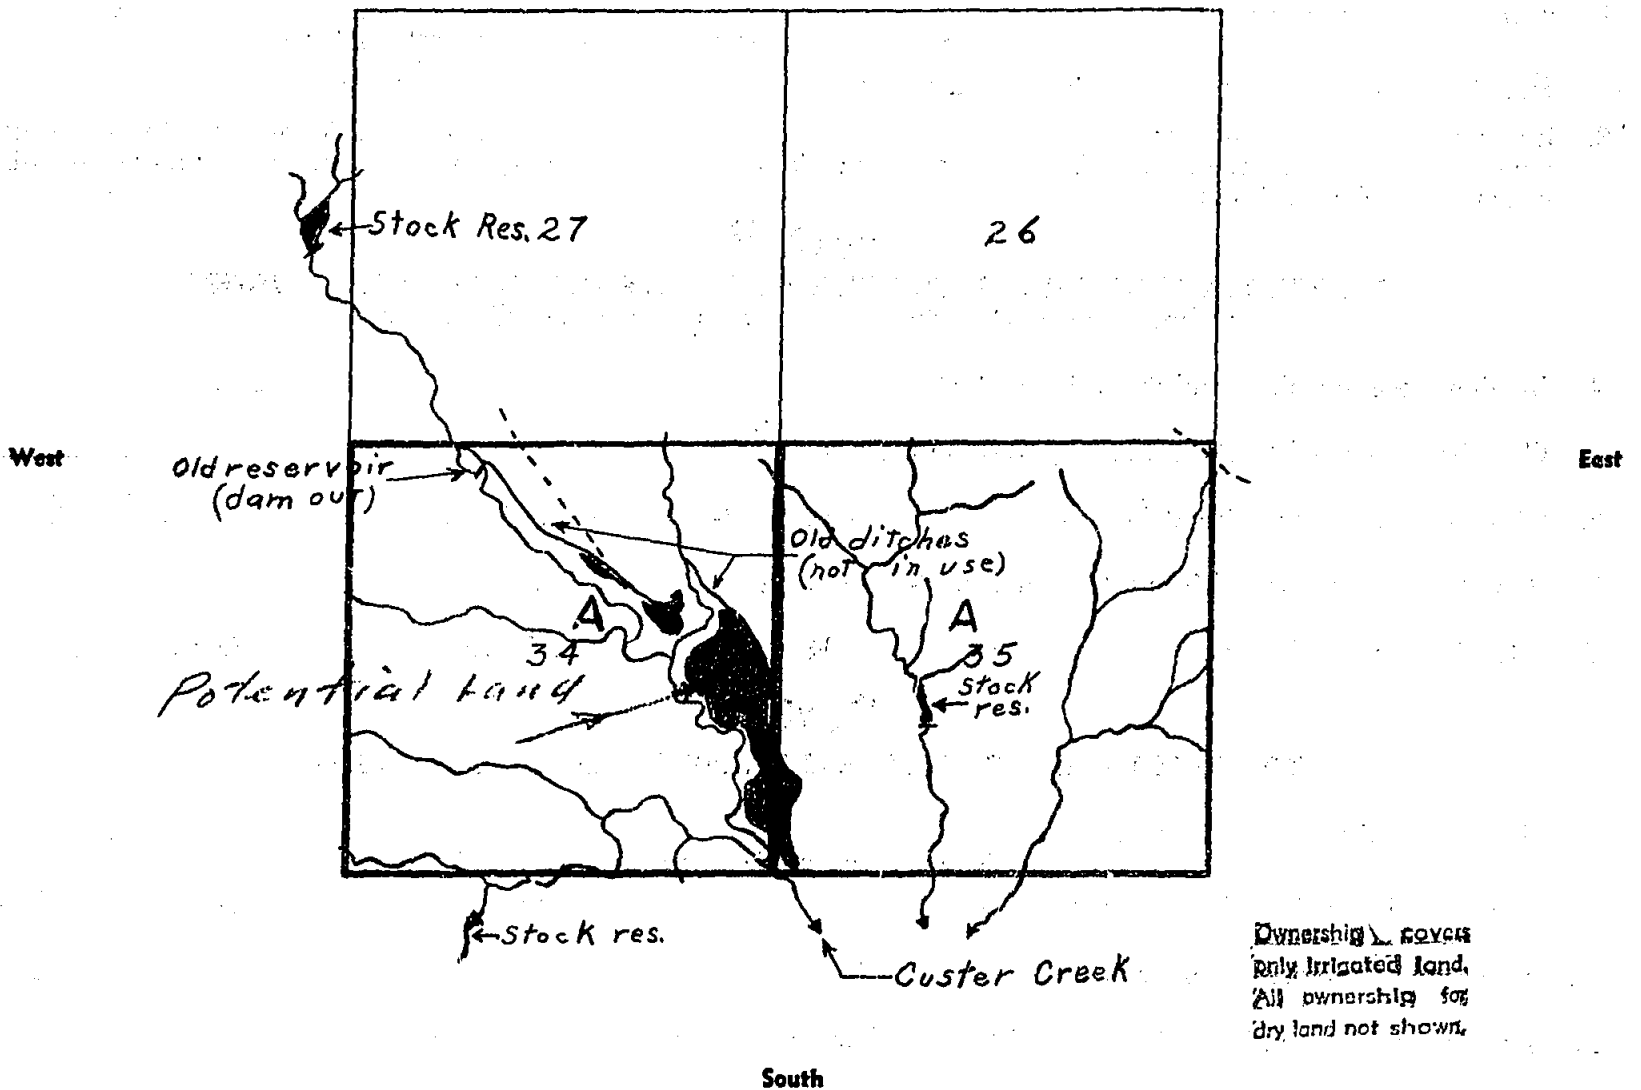 Stock Res. 27
26
West
East
Old reservoir
(dam out)
Old ditches
(not in use)
A
34
A
35
Potential Land
Stock
res.
Stock res.
Custer Creek
Ownership covers
only irrigated land.
All ownership for
dry land not shown.
South